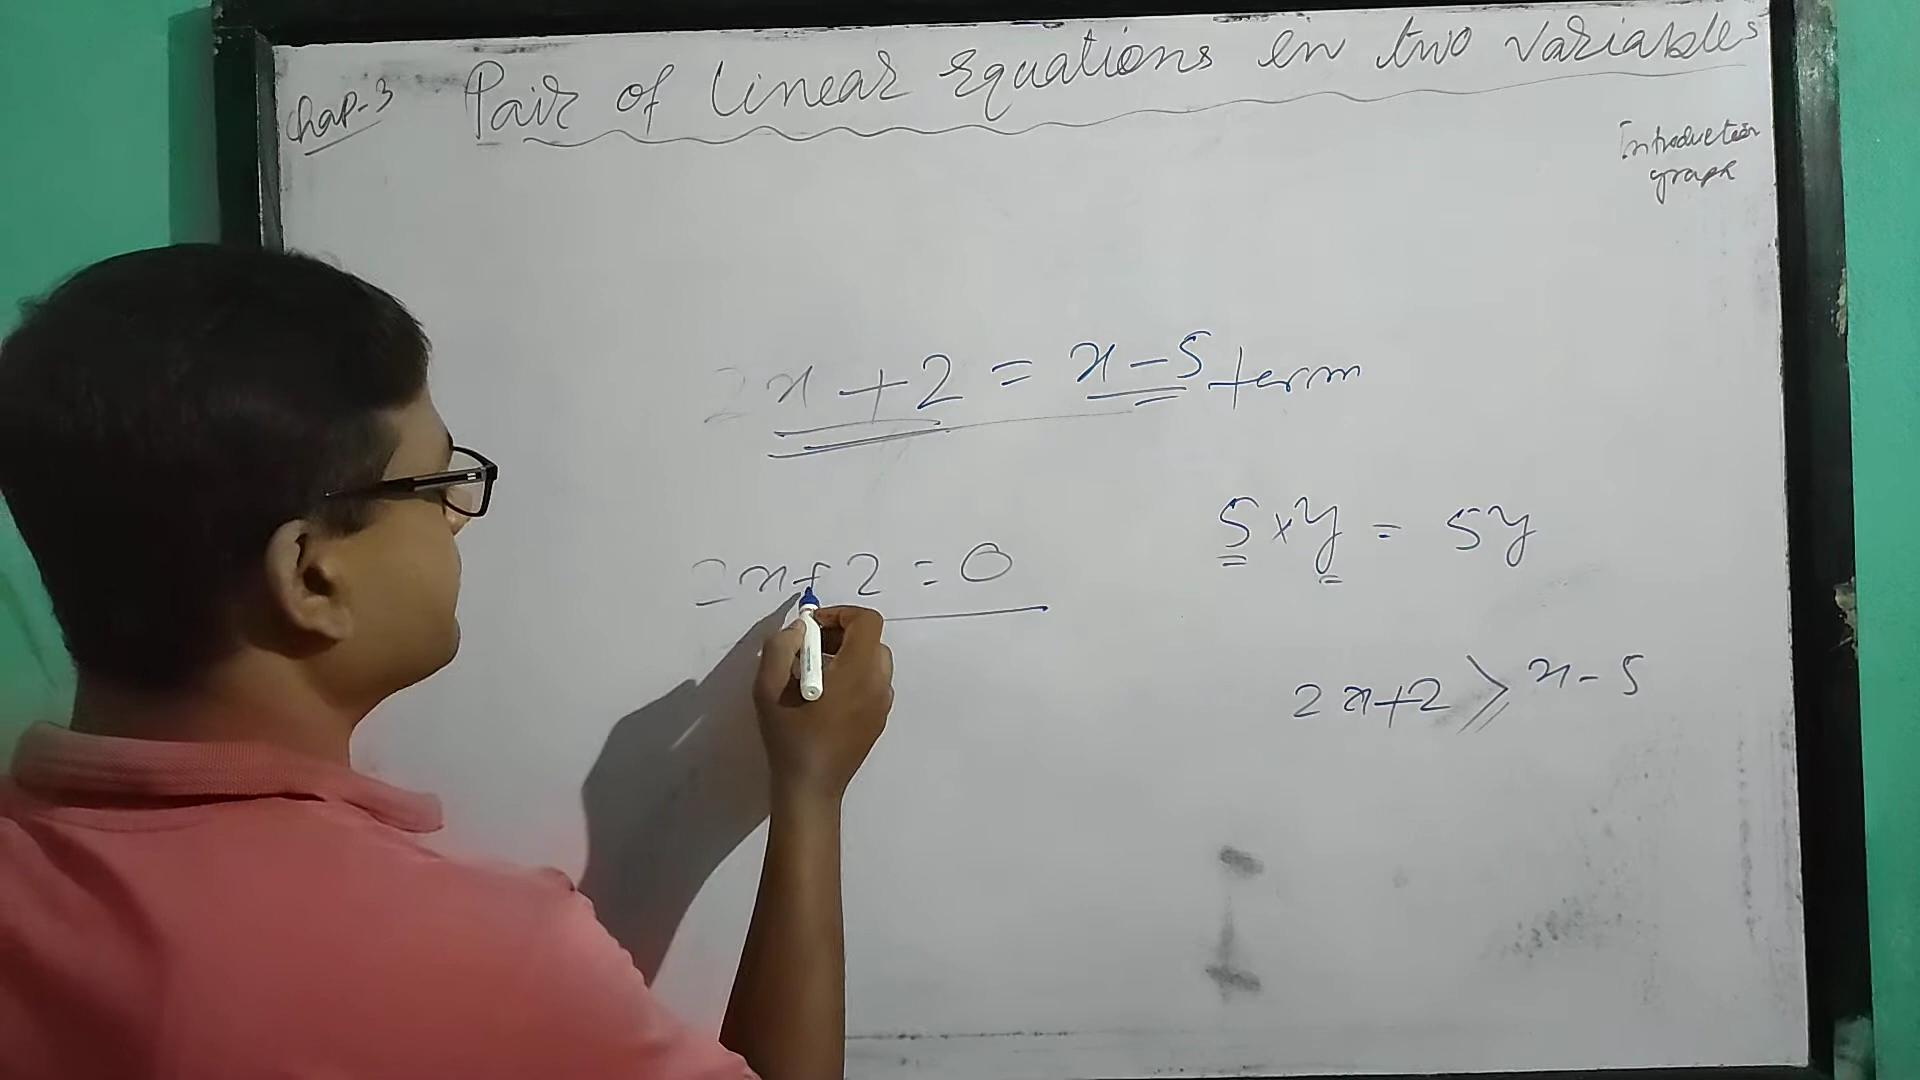 Chap-3 Pair of linear equations in two variables
Introduction
graph
2x + 2 = x - 5 term
5 x y = 5y
2x + 2 = 0
2x+2 > x - 5